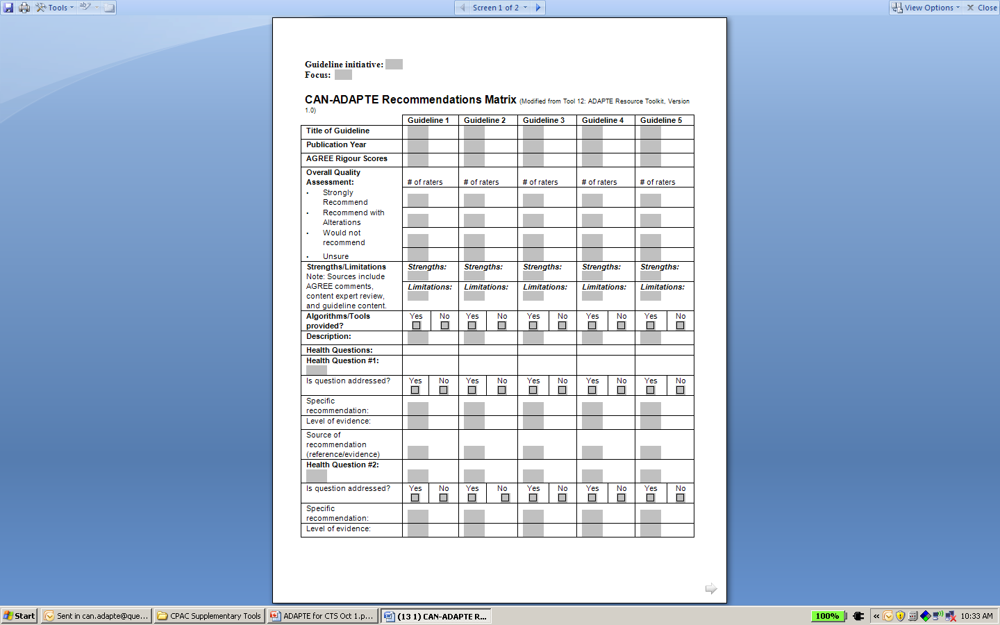 Tools Screen 1 of 2 View Options Close
Guideline initiative:
Focus:
CAN-ADAPTE Recommendations Matrix (Modified from Tool 12: ADAPTE Resource Toolkit, Version
1.0)
Guideline 1 Guideline 2 Guideline 3 Guideline 4 Guideline 5
Title of Guideline
Publication Year
AGREE Rigour Scores
Overall Quality
Assessment: # of raters # of raters # of raters # of raters # of raters
• Strongly
Recommend
• Recommend with
Alterations
• Would not
recommend
• Unsure
Strengths/Limitations Strengths: Strengths: Strengths: Strengths: Strengths:
Note: Sources include
AGREE comments, Limitations: Limitations: Limitations: Limitations: Limitations:
content expert review,
and guideline content.
Algorithms/Tools Yes No Yes No Yes No Yes No Yes No
provided?
Description:
Health Questions:
Health Question #1:
Is question addressed? Yes No Yes No Yes No Yes No Yes No
Specific
recommendation:
Level of evidence:
Source of
recommendation
(reference/evidence)
Health Question #2:
Is question addressed? Yes No Yes No Yes No Yes No Yes No
Specific
recommendation:
Level of evidence:
Start Sent in can.adapte@que... CPAC Supplementary Tools ADAPTE for CTS Oct 1.p... (13 1) CAN-ADAPTE R... 100% « 10:33 AM